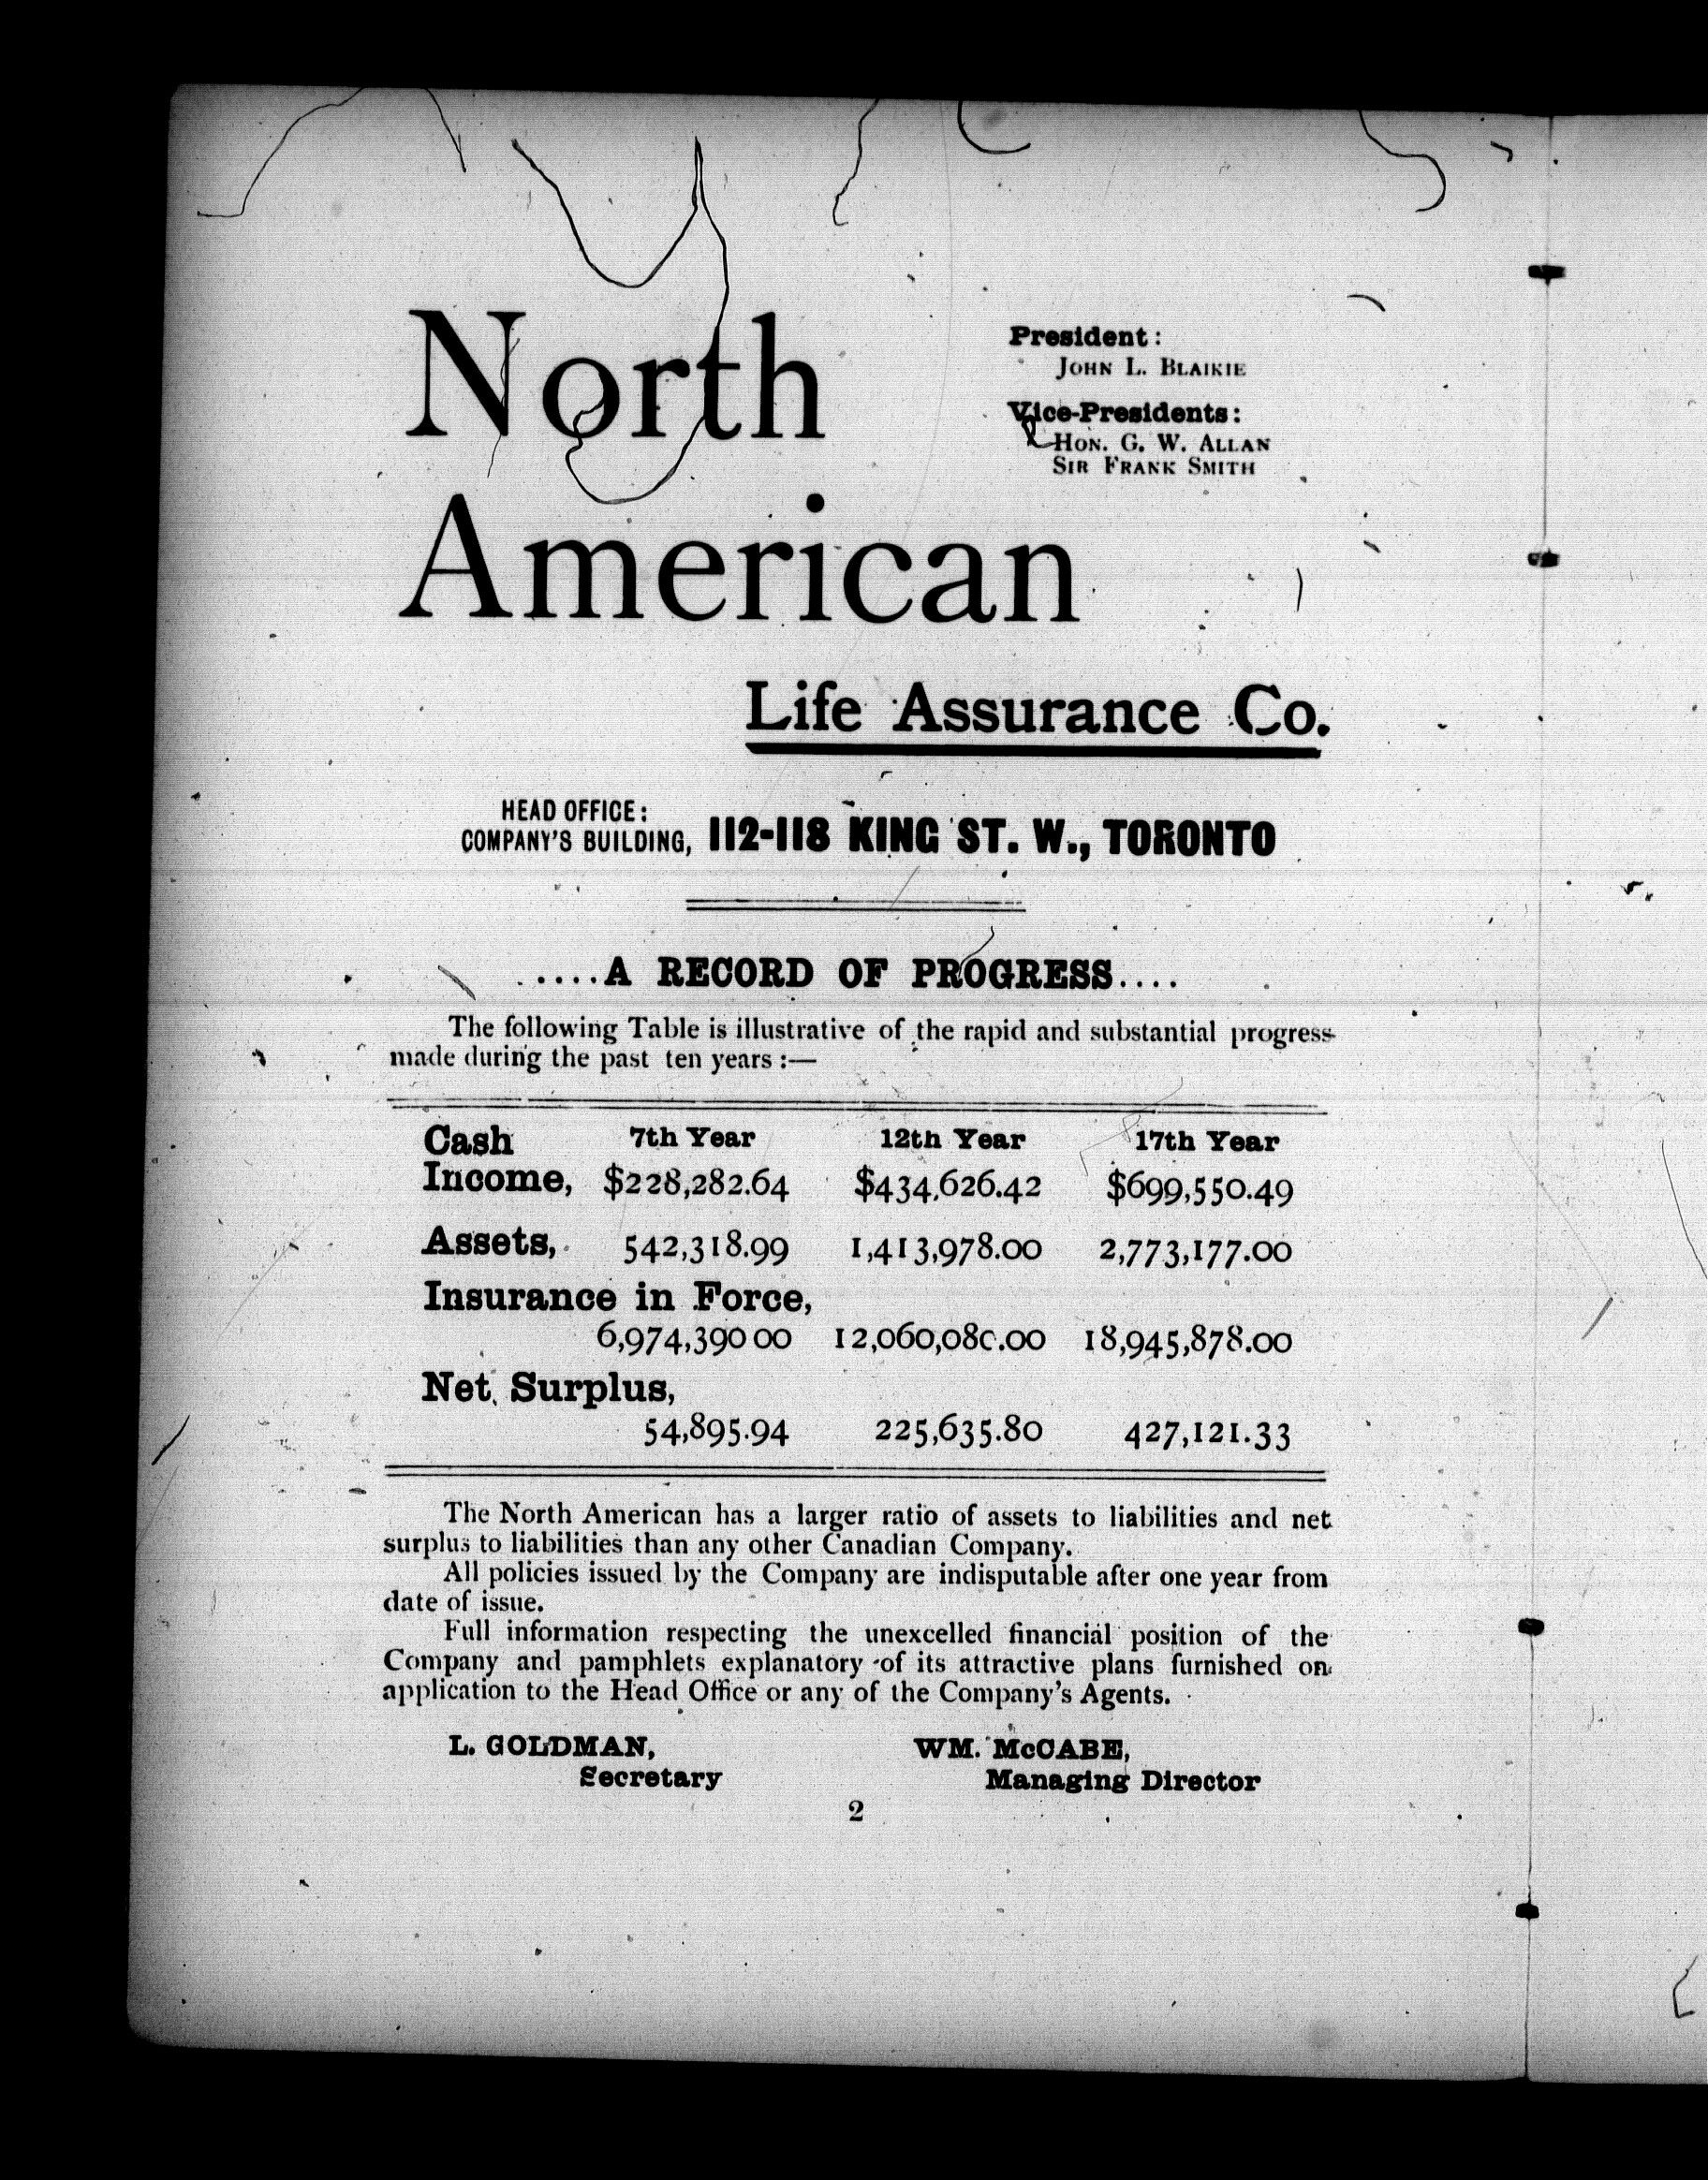 North
American
Life Assurance Co.
President:
JOHN L. BLAIKIE
Vice-Presidents:
HON. G. W. ALLAN
SIR FRANK SMITH
HEAD OFFICE:
COMPANY'S BUILDING, 112-118 KING ST. W., TORONTO
....A RECORD OF PROGRESS....
The following Table is illustrative of the rapid and substantial progress
made during the past ten years:—
Cash 7th Year 12th Year 17th Year
Income, $228,282.64 $434,626.42 $699,550.49
Assets, 542,318.99 1,413,978.00 2,773,177.00
Insurance in Force,
6,974,390 00 12,060,080.00 18,945,878.00
Net Surplus,
54,895.94 225,635.80 427,121.33
The North American has a larger ratio of assets to liabilities and net
surplus to liabilities than any other Canadian Company.
All policies issued by the Company are indisputable after one year from
date of issue.
Full information respecting the unexcelled financial position of the
Company and pamphlets explanatory of its attractive plans furnished on
application to the Head Office or any of the Company's Agents.
L. GOLDMAN, WM. McCABE,
Secretary Managing Director
2